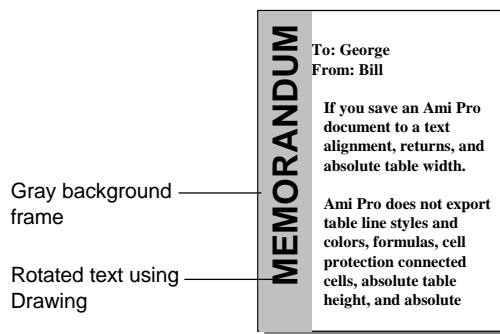 MEMORANDUM
To: George
From: Bill
If you save an Ami Pro
document to a text
alignment, returns, and
absolute table width.
Ami Pro does not export
table line styles and
colors, formulas, cell
protection connected
cells, absolute table
height, and absolute
Gray background
frame
Rotated text using
Drawing